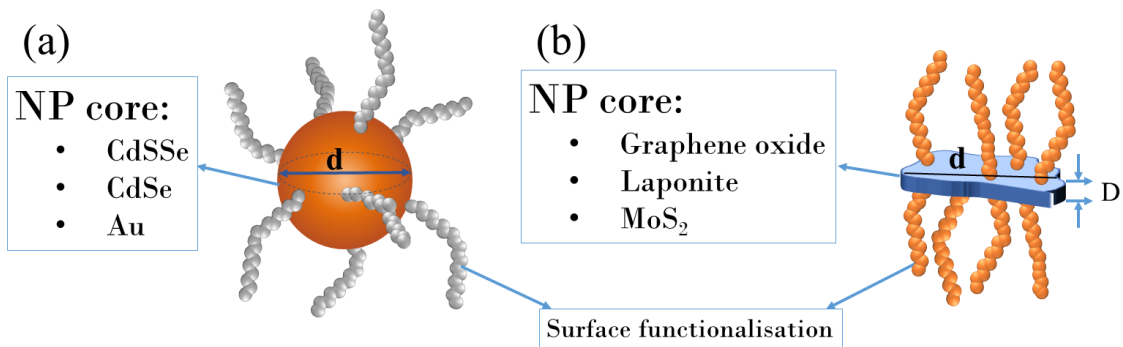 (a)
NP core:
• CdSSe
• CdSe
• Au
d
(b)
NP core:
• Graphene oxide
• Laponite
• MoS₂
d
D
Surface functionalisation